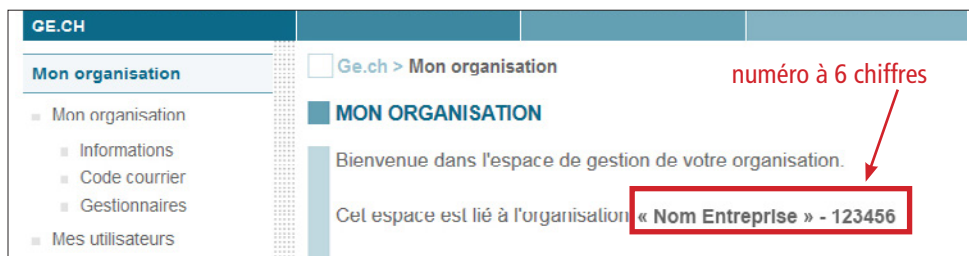 GE.CH
Mon organisation
Mon organisation
Informations
Code courrier
Gestionnaires
Mes utilisateurs
Ge.ch > Mon organisation
numéro à 6 chiffres
MON ORGANISATION
Bienvenue dans l'espace de gestion de votre organisation.
Cet espace est lié à l'organisation « Nom Entreprise » - 123456